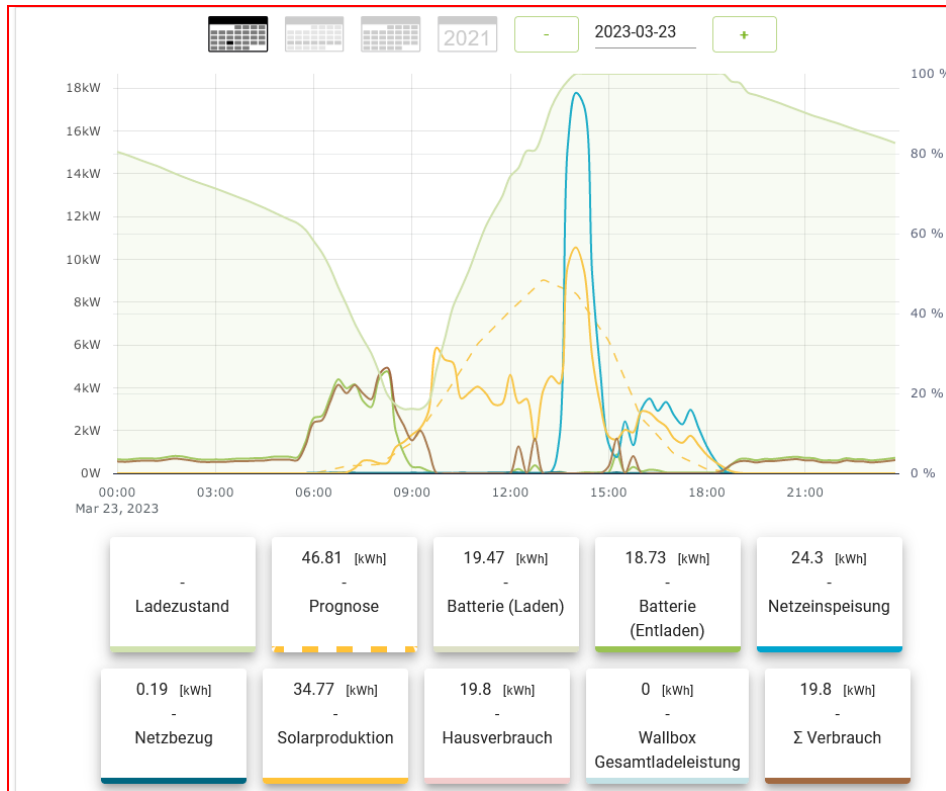 2021
-
2023-03-23
+
18kW
16kW
14kW
12kW
10kW
8kW
6kW
4kW
2kW
0W
100 %
80 %
60 %
40 %
20 %
0 %
00:00 03:00 06:00 09:00 12:00 15:00 18:00 21:00
Mar 23, 2023
-
Ladezustand
46.81 [kWh]
-
Prognose
19.47 [kWh]
-
Batterie (Laden)
18.73 [kWh]
-
Batterie
(Entladen)
24.3 [kWh]
-
Netzeinspeisung
0.19 [kWh]
-
Netzbezug
34.77 [kWh]
-
Solarproduktion
19.8 [kWh]
-
Hausverbrauch
0 [kWh]
-
Wallbox
Gesamtladeleistung
19.8 [kWh]
-
Σ Verbrauch